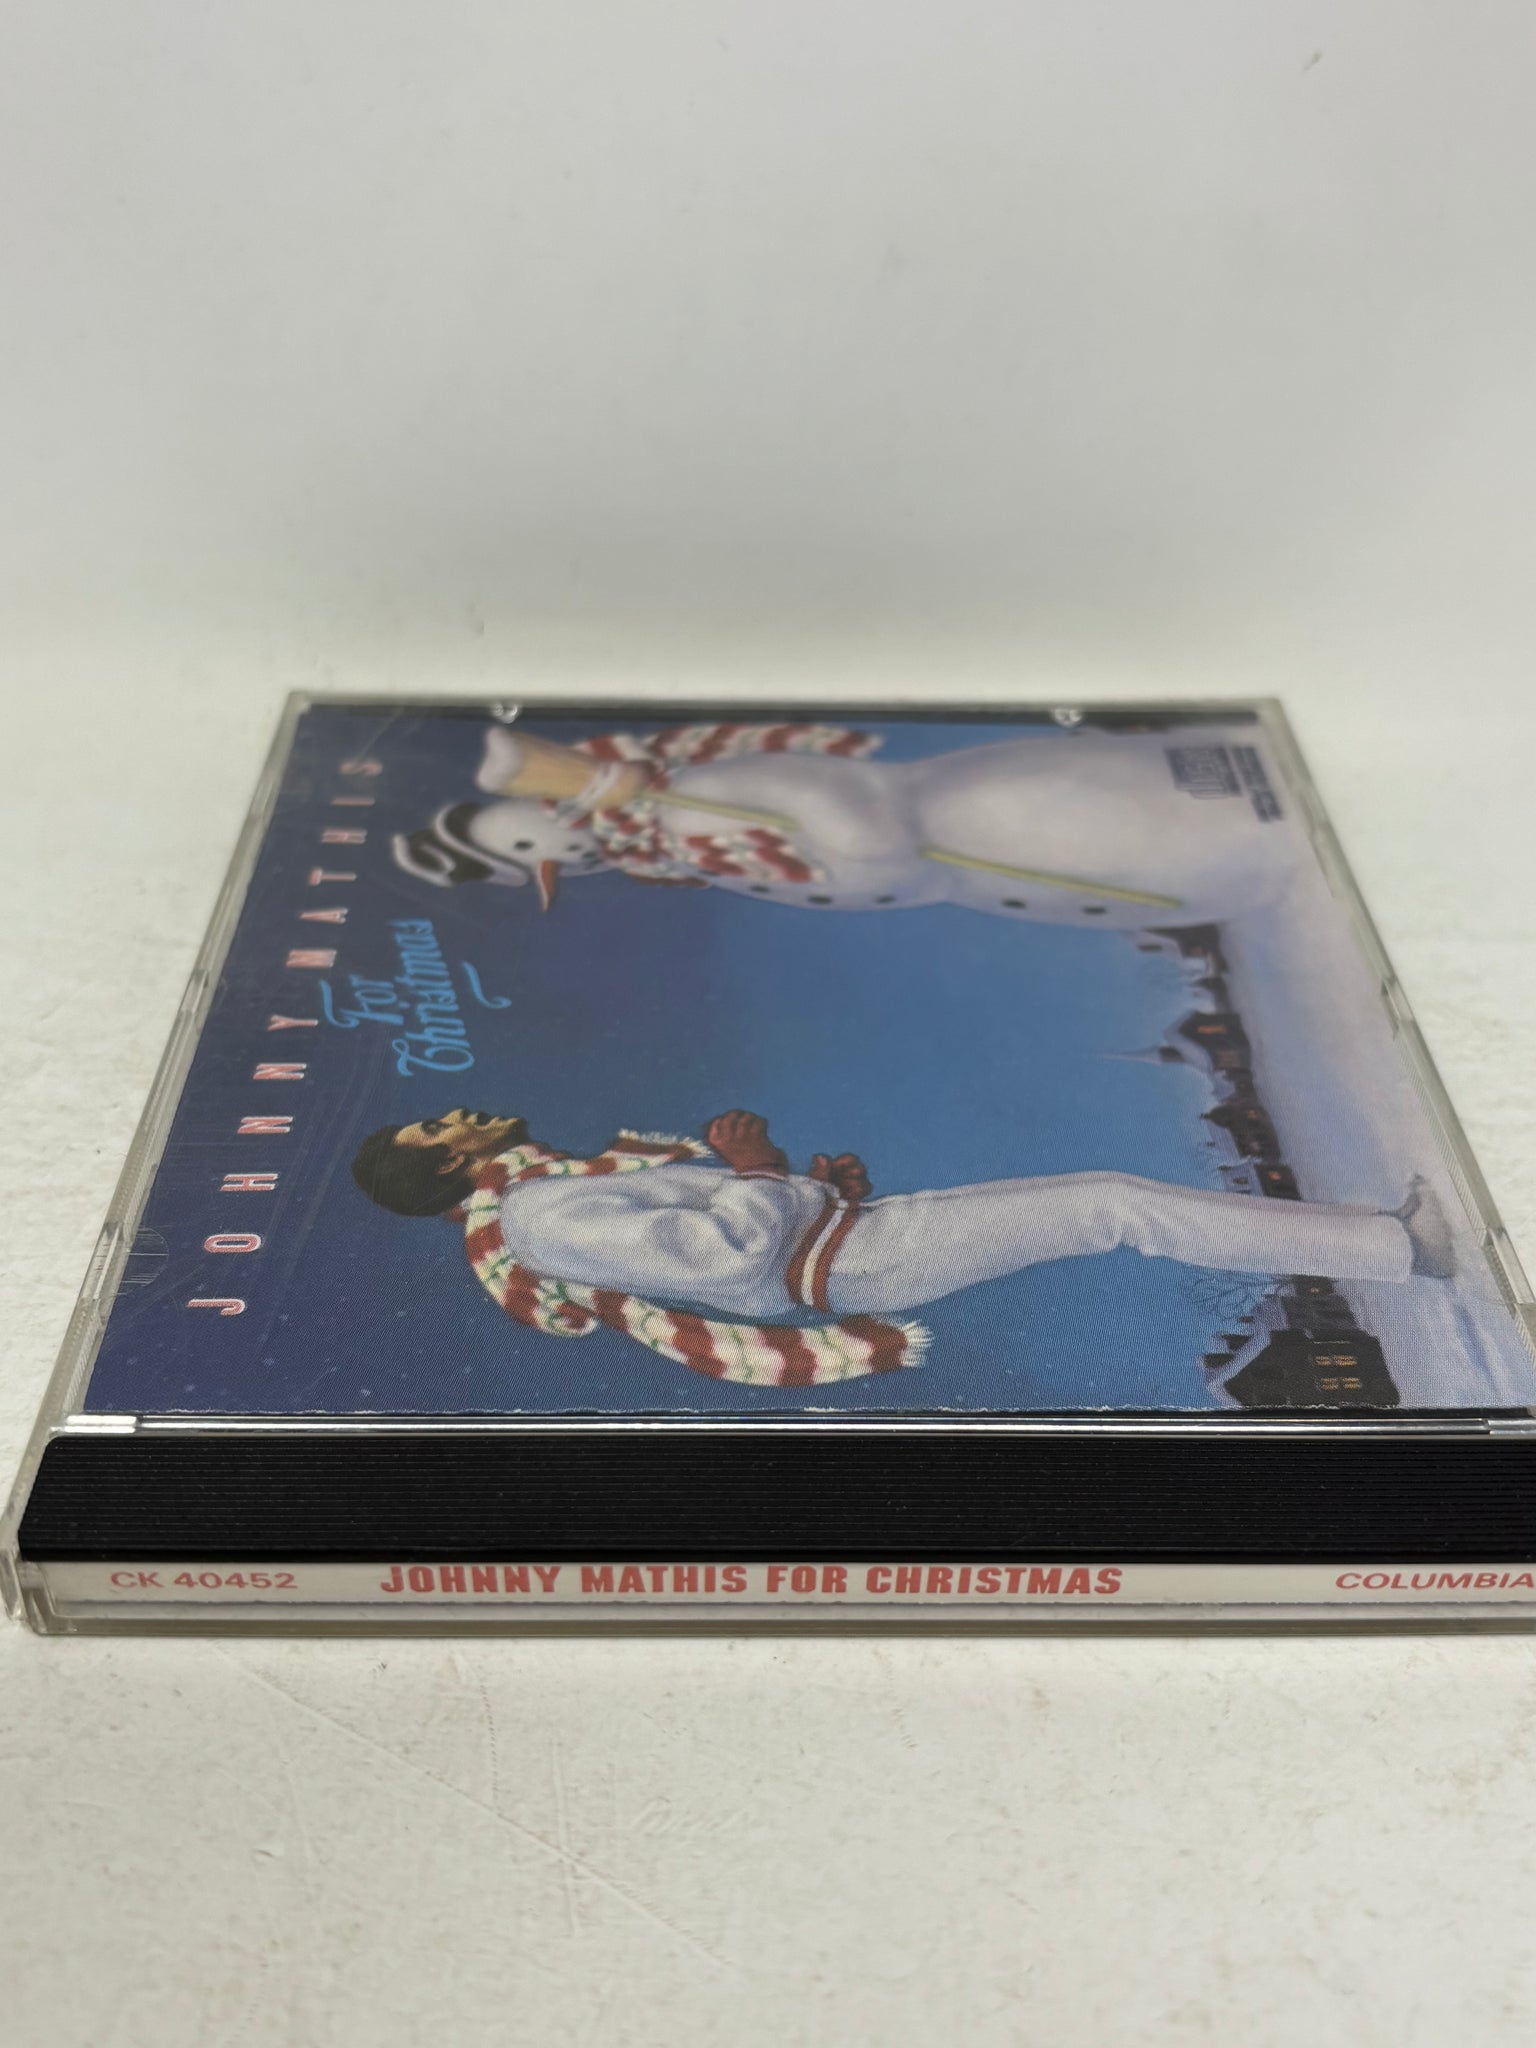 JOHNNY MATHIS
For
Christmas
CK 40452 JOHNNY MATHIS FOR CHRISTMAS COLUMBIA